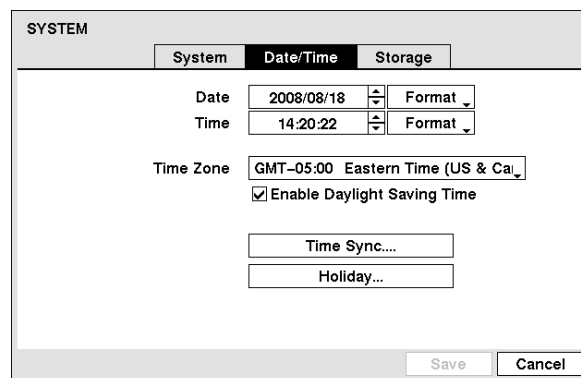 SYSTEM
System Date/Time Storage
Date 2008/08/18 Format
Time 14:20:22 Format
Time Zone GMT-05:00 Eastern Time (US &
Enable Daylight Saving Time
Time Sync....
Holiday...
Save Cancel